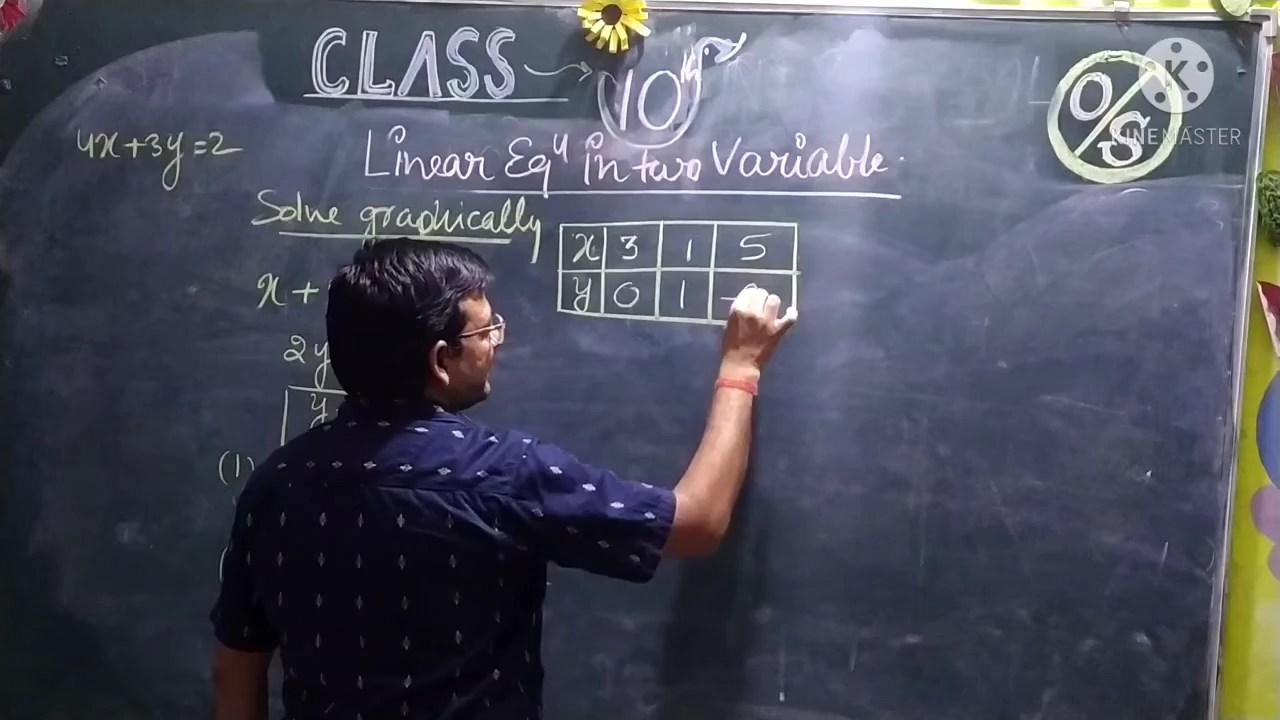 CLASS → 10th
4x+3y=2
Linear Eqⁿ in two Variable.
Solve graphically
x 3 1 5
y 0 1
x +
2y
y
(1)
O/S
KINEMASTER